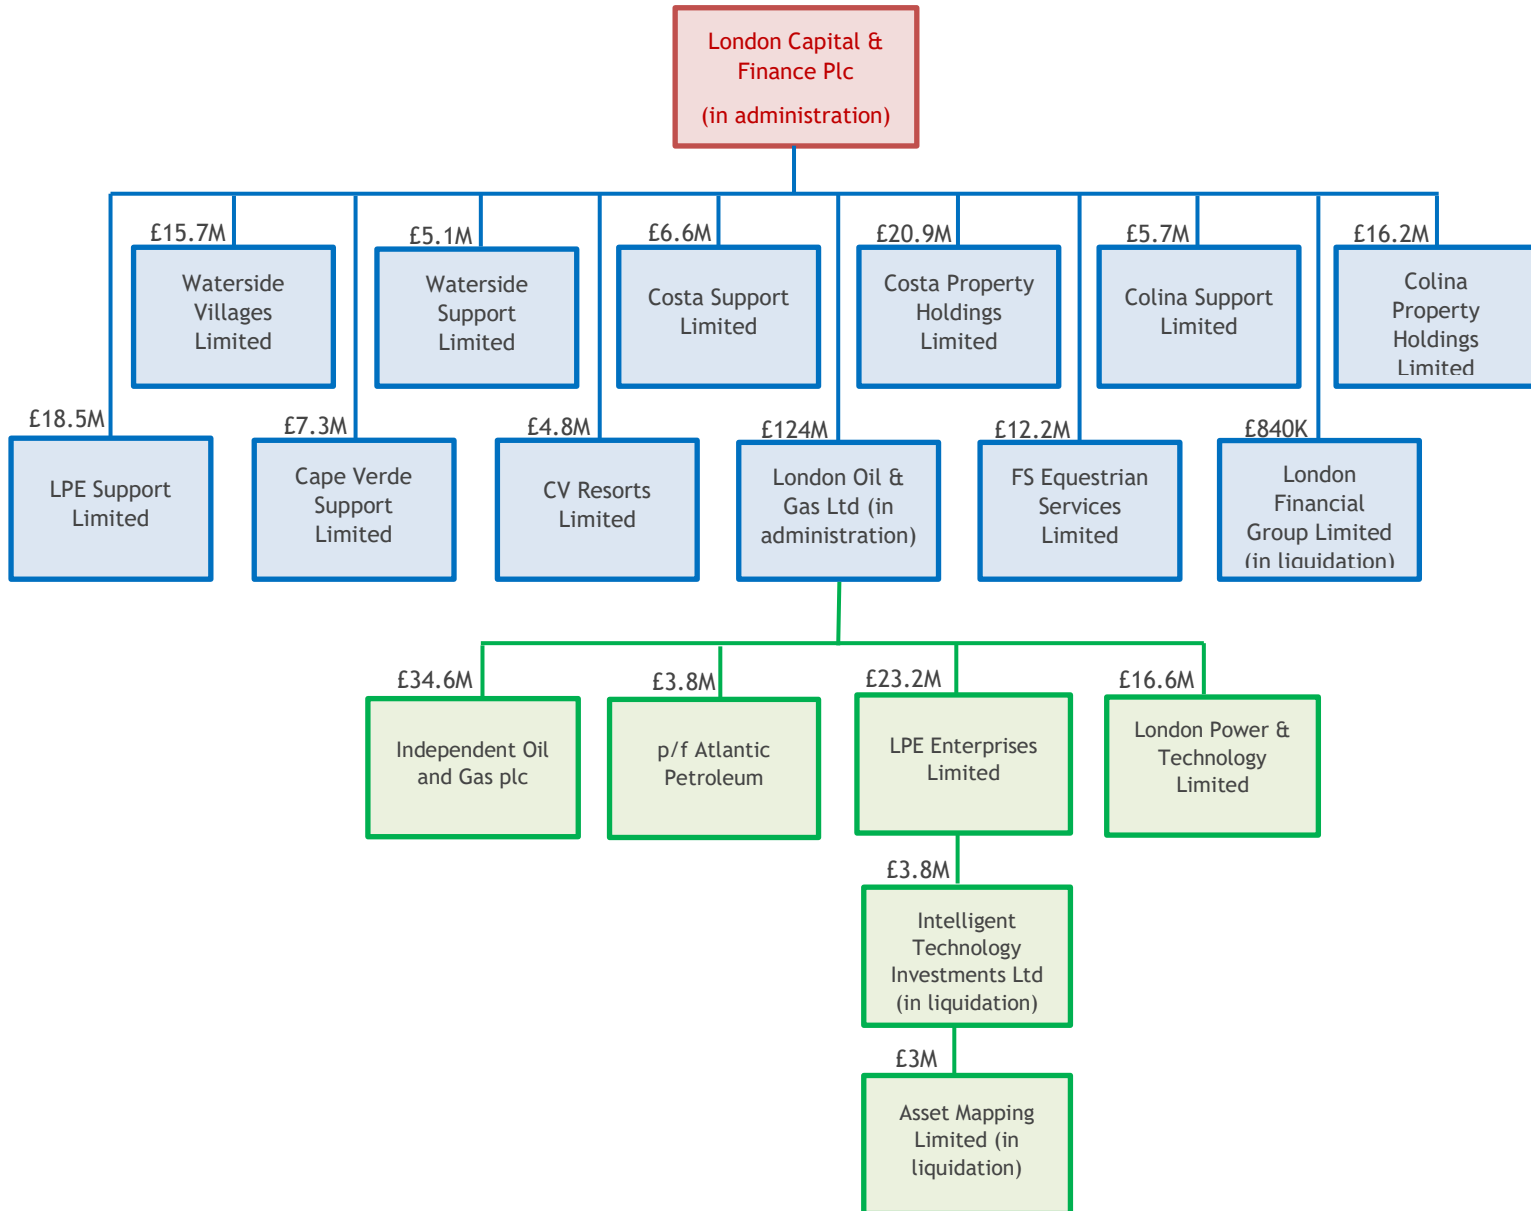 London Capital &
Finance Plc
(in administration)
£15.7M
£5.1M
£6.6M
£20.9M
£5.7M
£16.2M
Waterside
Villages
Limited
Waterside
Support
Limited
Costa Support
Limited
Costa Property
Holdings
Limited
Colina Support
Limited
Colina
Property
Holdings
Limited
£18.5M
£7.3M
£4.8M
£124M
£12.2M
£840K
LPE Support
Limited
Cape Verde
Support
Limited
CV Resorts
Limited
London Oil &
Gas Ltd (in
administration)
FS Equestrian
Services
Limited
London
Financial
Group Limited
(in liquidation)
£34.6M
£3.8M
£23.2M
£16.6M
Independent Oil
and Gas plc
p/f Atlantic
Petroleum
LPE Enterprises
Limited
London Power &
Technology
Limited
£3.8M
Intelligent
Technology
Investments Ltd
(in liquidation)
£3M
Asset Mapping
Limited (in
liquidation)